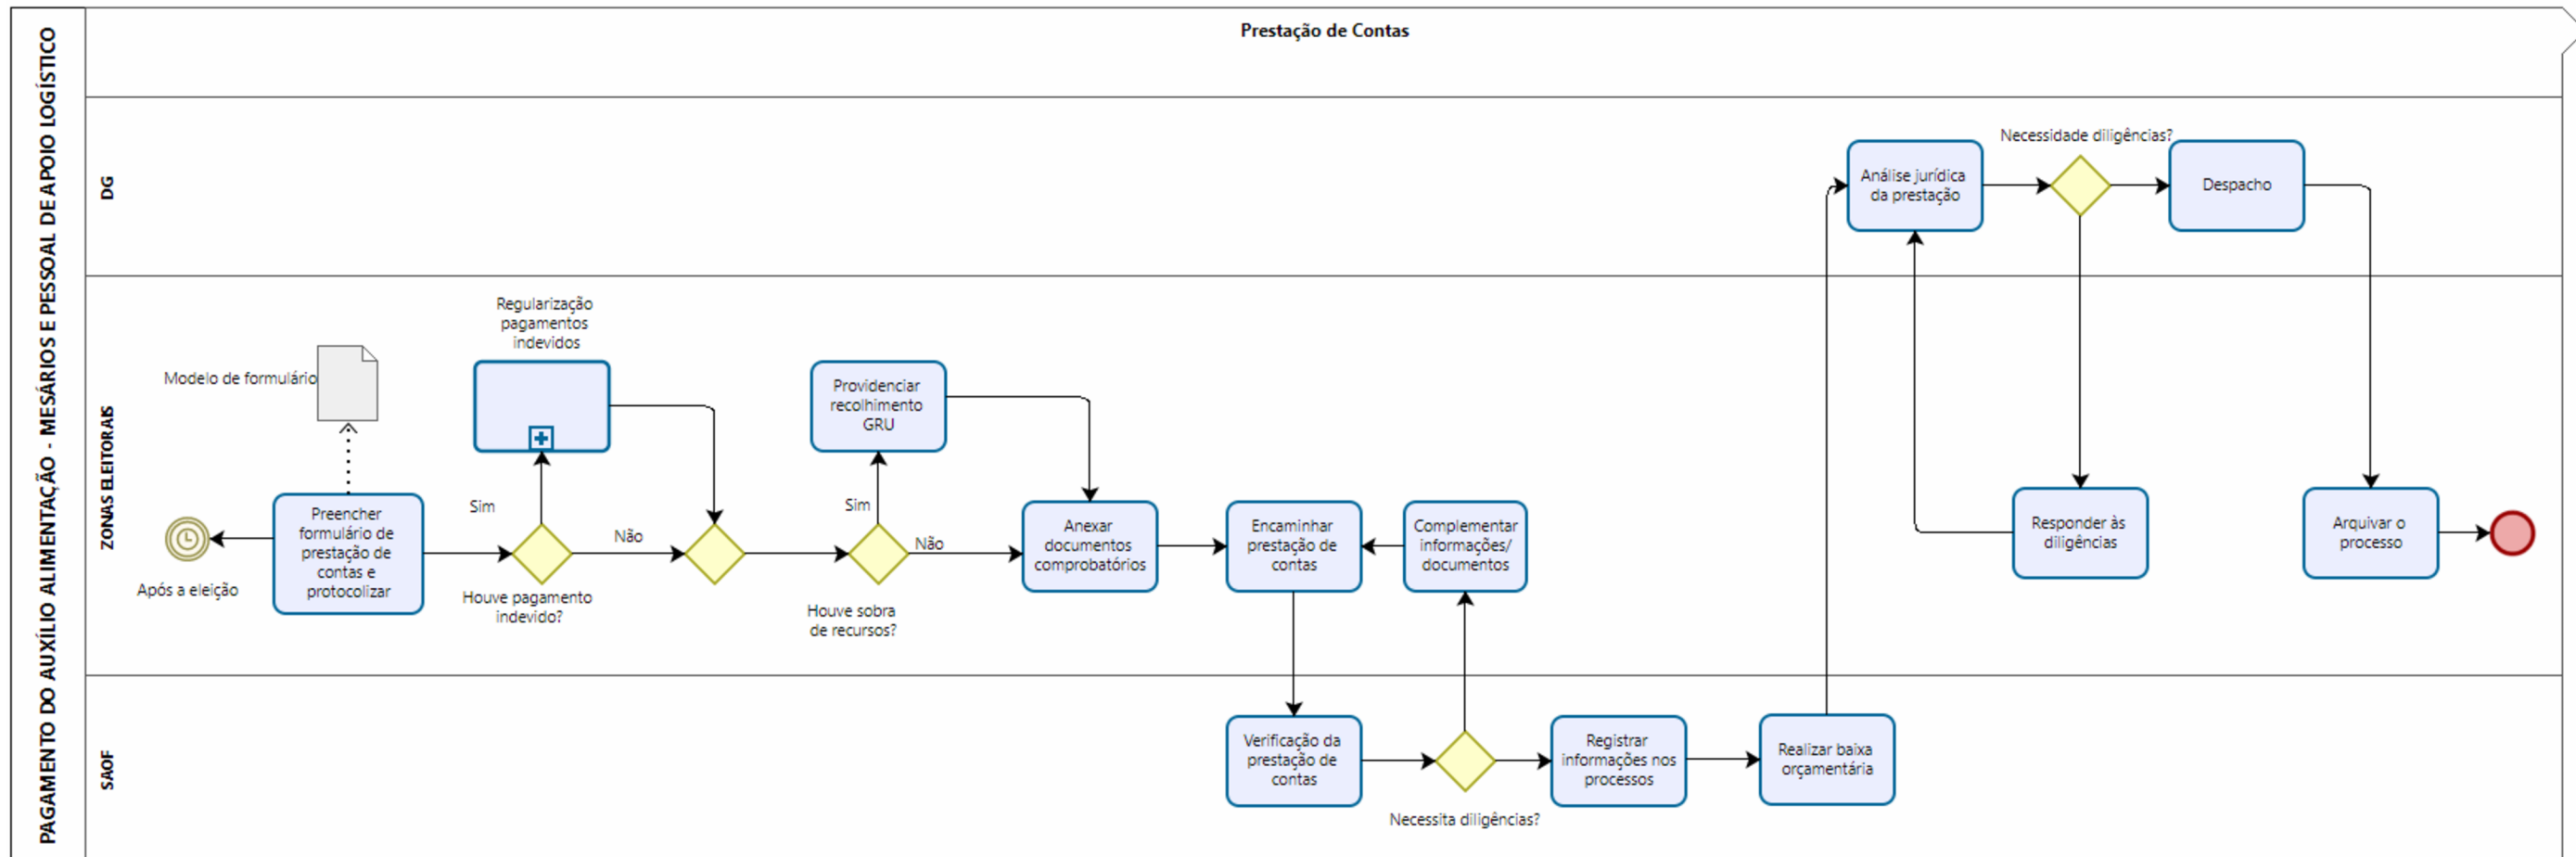 PAGAMENTO DO AUXÍLIO ALIMENTAÇÃO - MESÁRIOS E PESSOAL DE APOIO LOGÍSTICO
Prestação de Contas
DG
Análise jurídica
da prestação
Necessidade diligências?
Despacho
ZONAS ELEITORAIS
Após a eleição
Modelo de formulário
Preencher
formulário de
prestação de
contas e
protocolizar
Regularização
pagamentos
indevidos
Sim
Houve pagamento
indevido?
Não
Providenciar
recolhimento
GRU
Sim
Não
Houve sobra
de recursos?
Anexar
documentos
comprobatórios
Encaminhar
prestação de
contas
Complementar
informações/
documentos
Responder às
diligências
Arquivar o
processo
SAOF
Verificação da
prestação de
contas
Necessita diligências?
Registrar
informações nos
processos
Realizar baixa
orçamentária